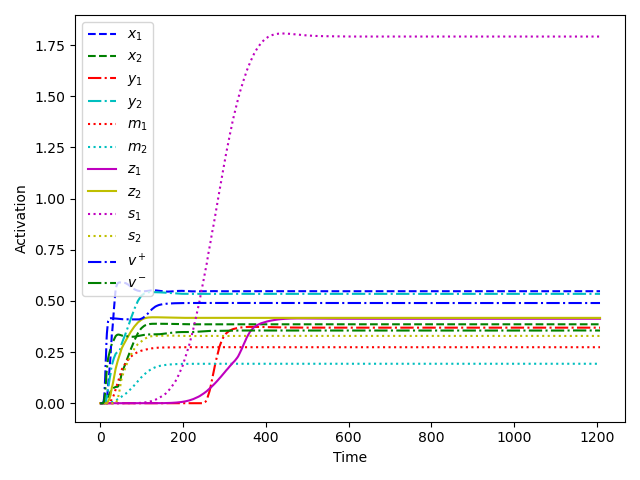 1.75
1.50
1.25
1.00
0.75
0.50
0.25
0.00
Activation
x₁
x₂
y₁
y₂
m₁
m₂
z₁
z₂
s₁
s₂
v⁺
v⁻
0 200 400 600 800 1000 1200
Time